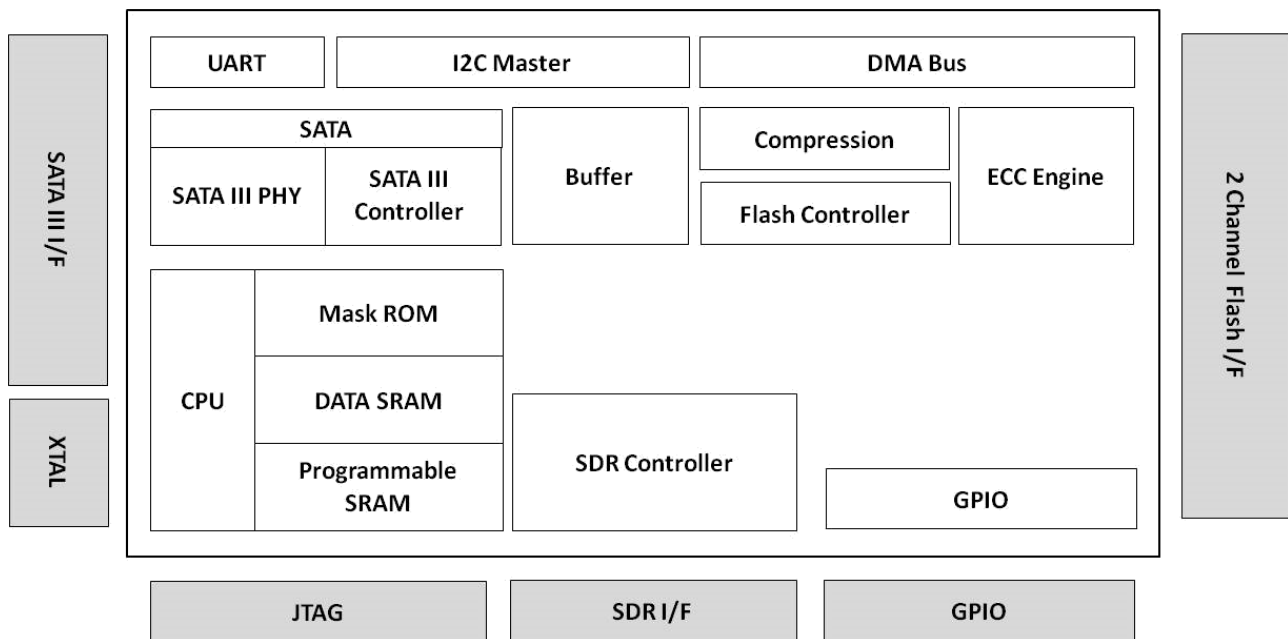 UART
I2C Master
DMA Bus
SATA III I/F
XTAL
SATA
SATA III PHY
SATA III
Controller
Buffer
Compression
Flash Controller
ECC Engine
CPU
Mask ROM
DATA SRAM
Programmable
SRAM
SDR Controller
GPIO
2 Channel Flash I/F
JTAG
SDR I/F
GPIO